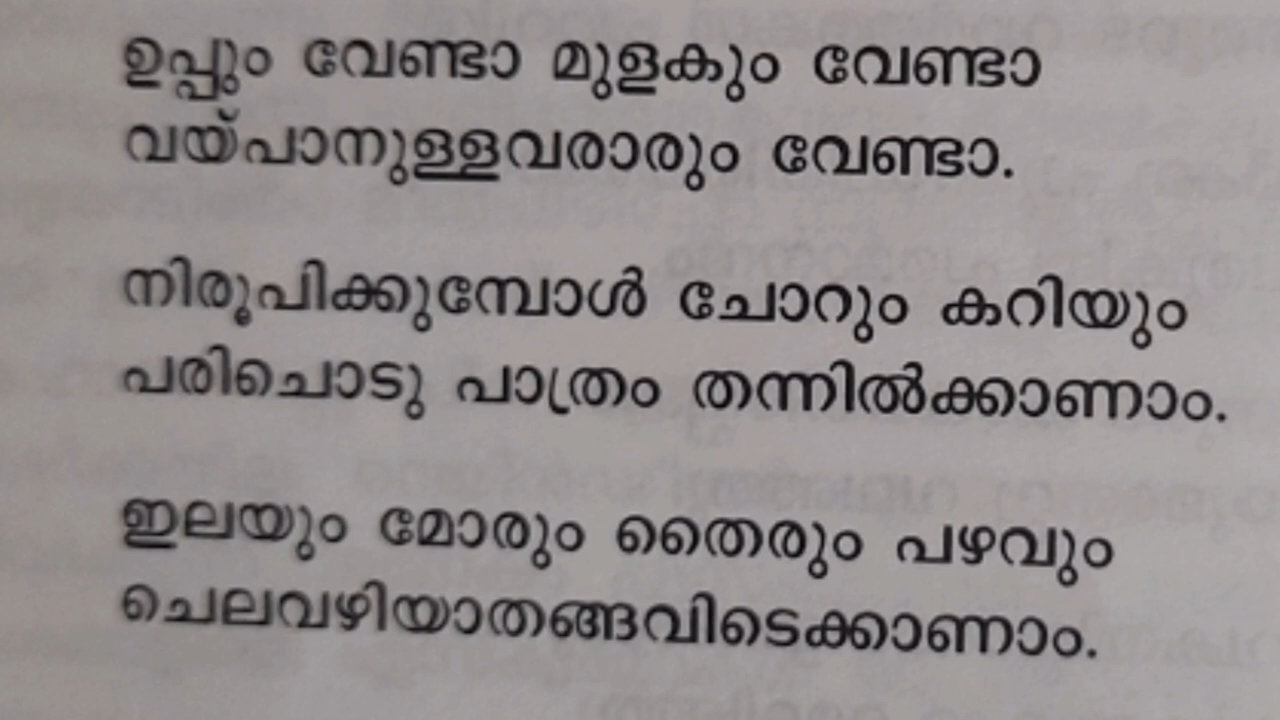 ഉപ്പും വേണ്ടാ മുളകും വേണ്ടാ
വയ്പാനുള്ളവരാരും വേണ്ടാ.
നിരൂപിക്കുമ്പോൾ ചോറും കറിയും
പരിചൊടു പാത്രം തന്നിൽക്കാണാം.
ഇലയും മോരും തൈരും പഴവും
ചെലവഴിയാതങ്ങവിടെക്കാണാം.